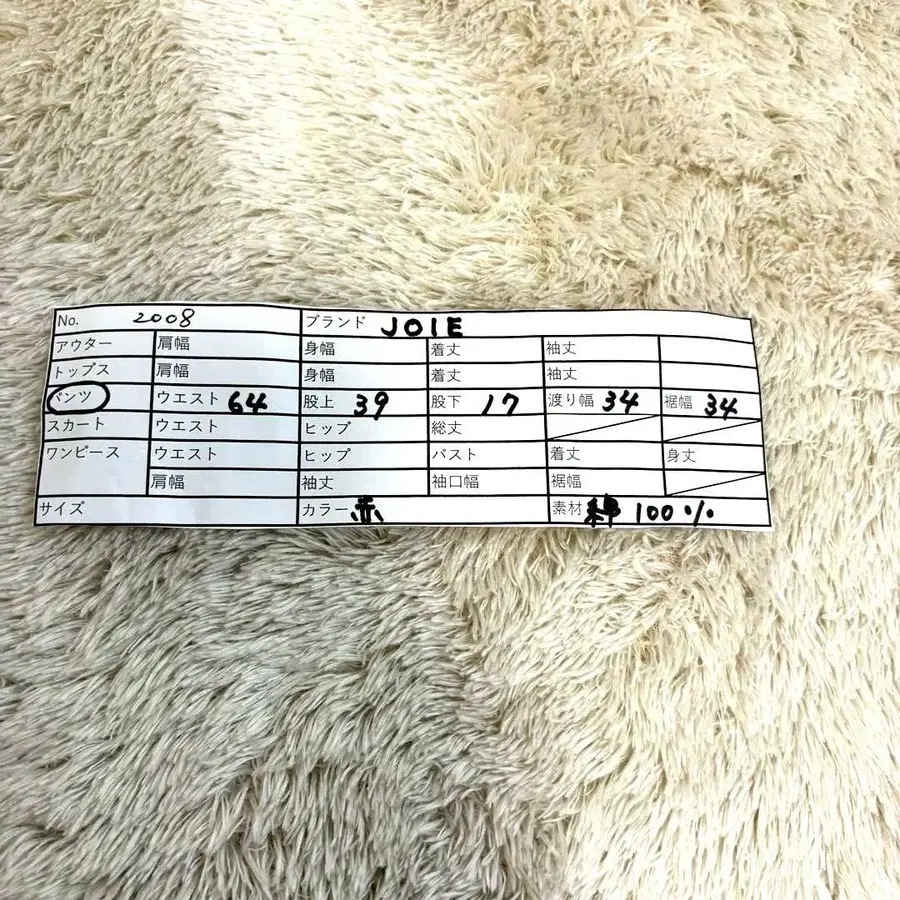 No. 2008 ブランド JOIE
アウター 肩幅 身幅 着丈 袖丈
トップス 肩幅 身幅 着丈 袖丈
パンツ ウエスト 64 股上 39 股下 17 渡り幅 34 裾幅 34
スカート ウエスト ヒップ 総丈
ワンピース ウエスト ヒップ バスト 着丈 身丈
肩幅 袖丈 袖口幅 裾幅
サイズ カラー 赤 素材 綿 100%